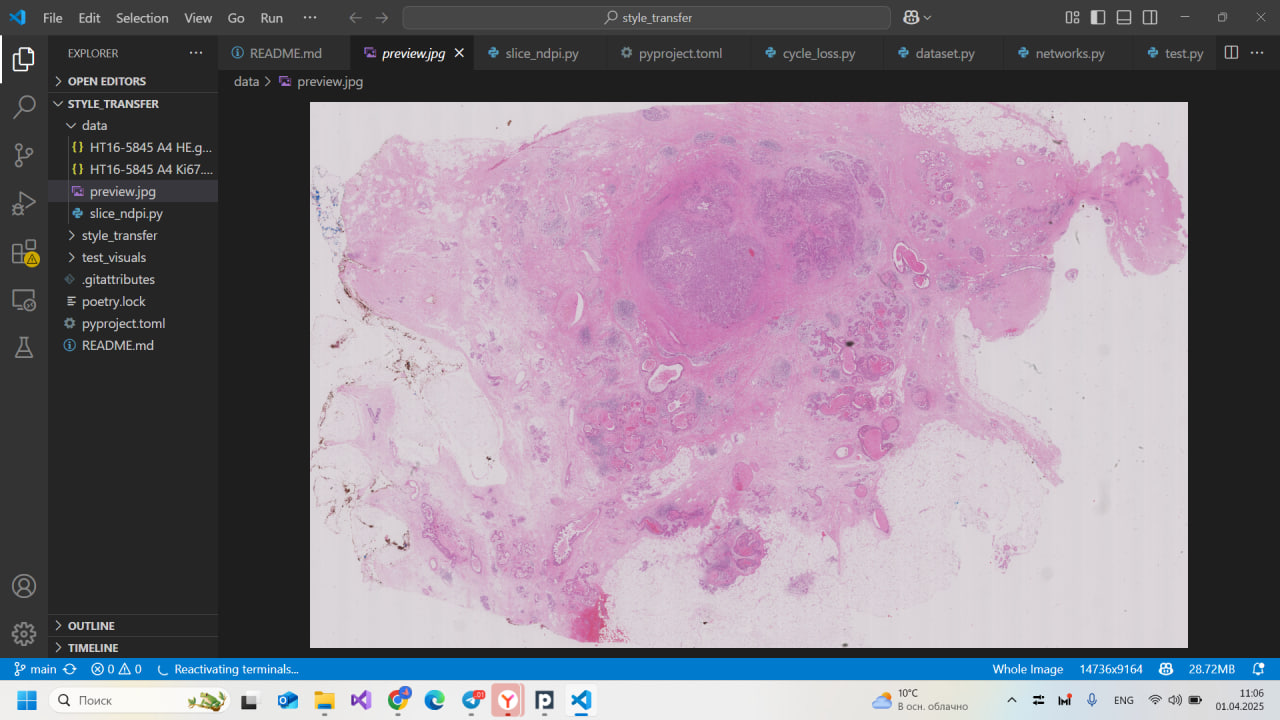 File Edit Selection View Go Run ··· style_transfer
EXPLORER ···
README.md preview.jpg slice_ndpi.py pyproject.toml cycle_loss.py dataset.py networks.py test.py ···
OPEN EDITORS
data > preview.jpg
STYLE_TRANSFER
data
{} HT16-5845 A4 HE.g...
{} HT16-5845 A4 Ki67....
preview.jpg
slice_ndpi.py
style_transfer
test_visuals
.gitattributes
poetry.lock
pyproject.toml
README.md
OUTLINE
TIMELINE
main 0 0 Reactivating terminals... Whole Image 14736x9164 28.72MB
Поиск
4
01
10°C
В осн. облачно
ENG
11:06
01.04.2025